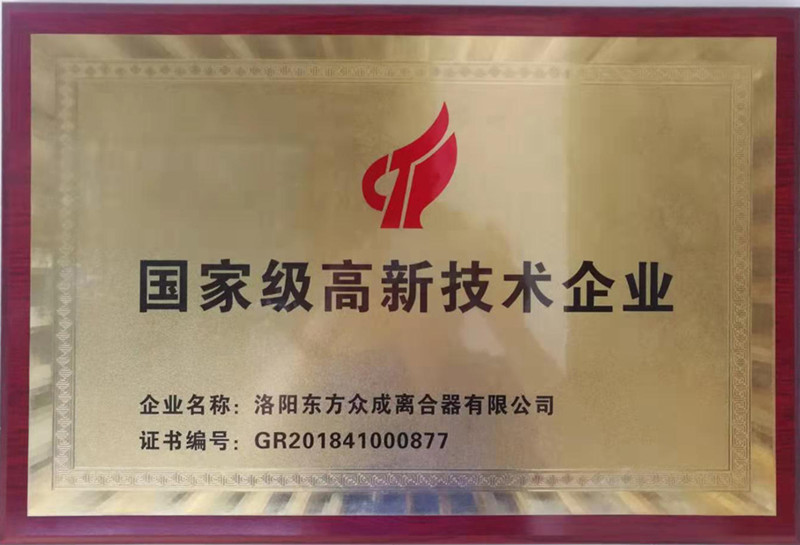 国家级高新技术企业
企业名称：洛阳东方众成离合器有限公司
证书编号：GR201841000877